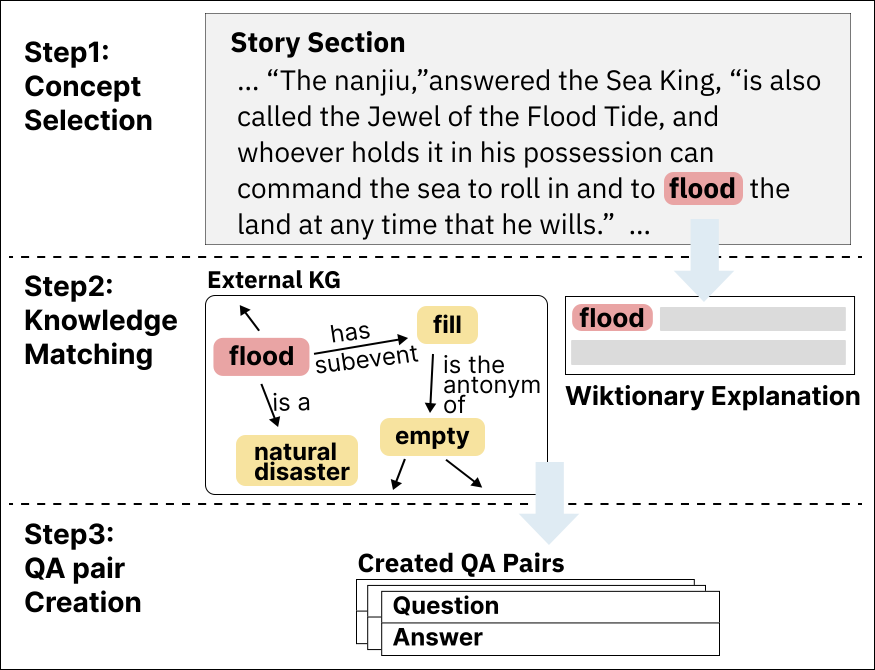 Step1:
Concept
Selection
Story Section
... “The nanjiu,”answered the Sea King, “is also
called the Jewel of the Flood Tide, and
whoever holds it in his possession can
command the sea to roll in and to flood the
land at any time that he wills.” ...
Step2:
Knowledge
Matching
External KG
flood
has
subevent
fill
is the
antonym
of
is a
natural
disaster
empty
flood
Wiktionary Explanation
Step3:
QA pair
Creation
Created QA Pairs
Question
Answer